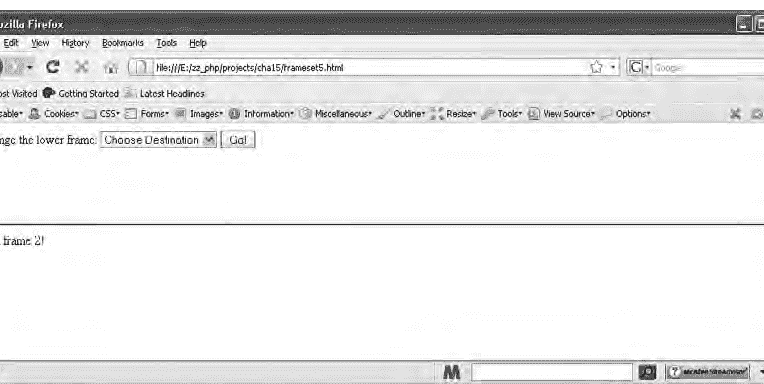 ozilla Firefox
Edit View History Bookmarks Tools Help
file:///E:/zz_php/projects/cha15/frameset5.html
G Google
ost Visited Getting Started Latest Headlines
sable Cookies CSS Forms Images Information Miscellaneous Outline Resize Tools View Source Options
nge the lower frame: Choose Destination Go!
frame 2!
M